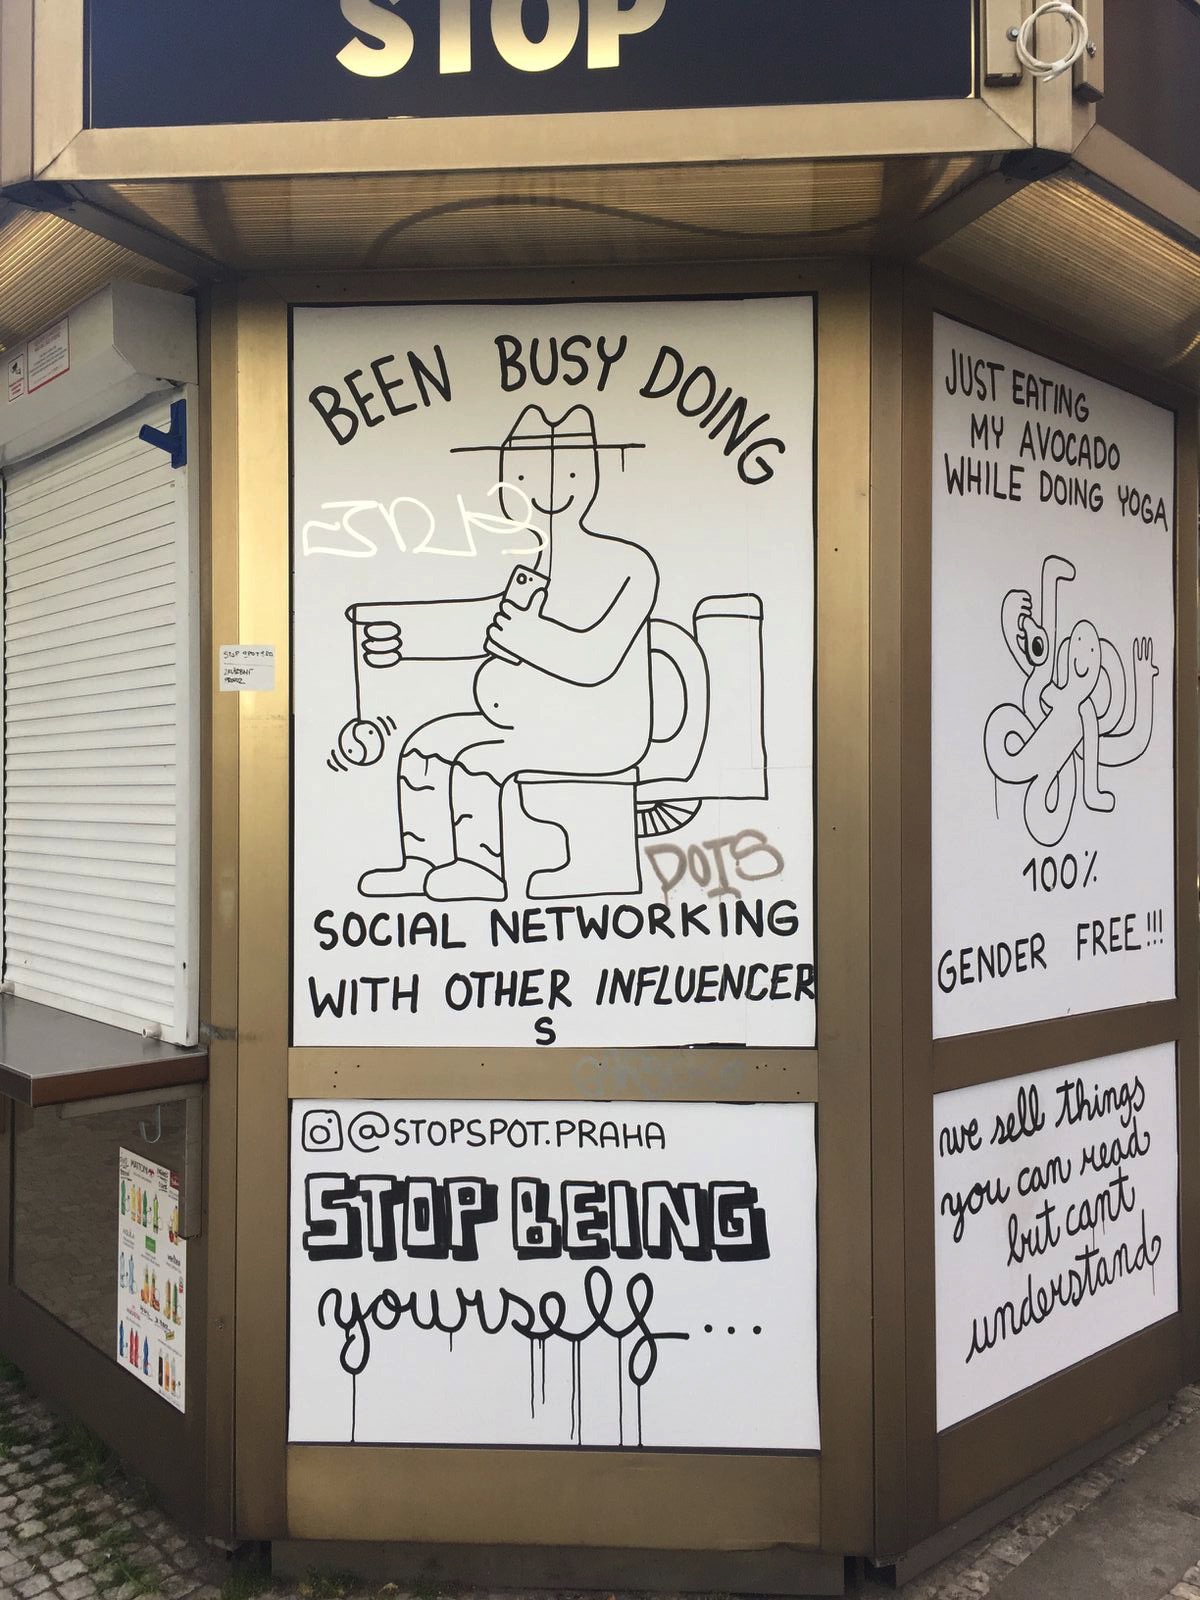 STOP
BEEN BUSY DOING
SOCIAL NETWORKING
WITH OTHER INFLUENCER
S
@STOPSPOT.PRAHA
STOP BEING
yourself...
JUST EATING
MY AVOCADO
WHILE DOING YOGA
100%
GENDER FREE!!!
we sell things
you can read
but can't
understand
DOIS